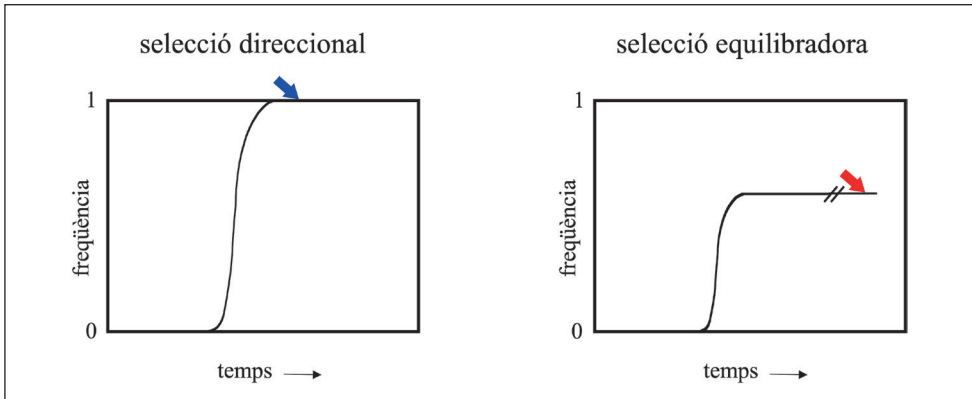 selecció direccional
1
freqüència
0
temps
selecció equilibradora
1
freqüència
0
temps